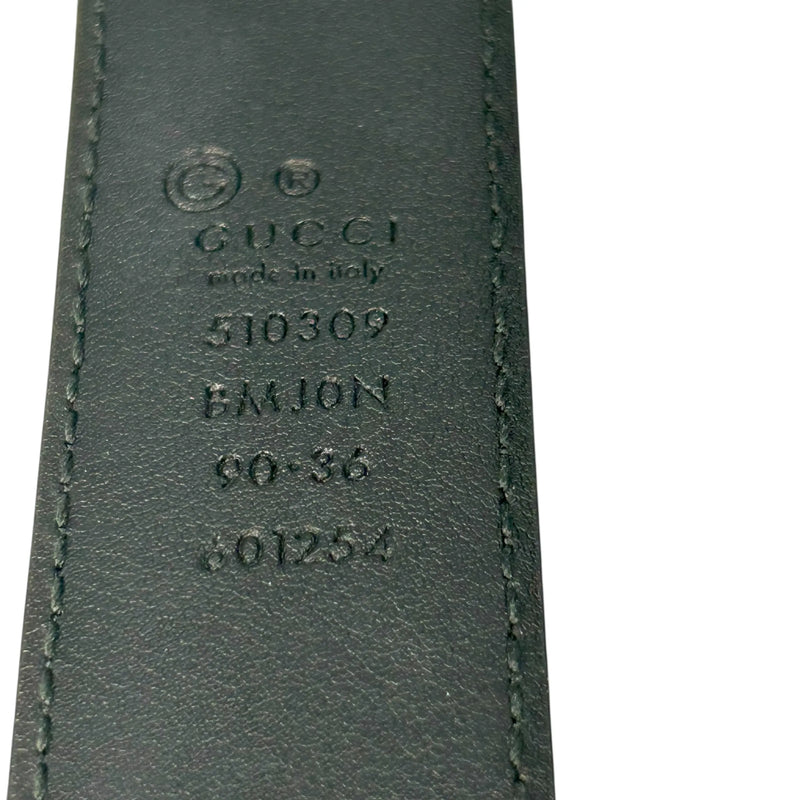 G ®
GUCCI
made in italy
510309
BMJ0N
90·36
601254